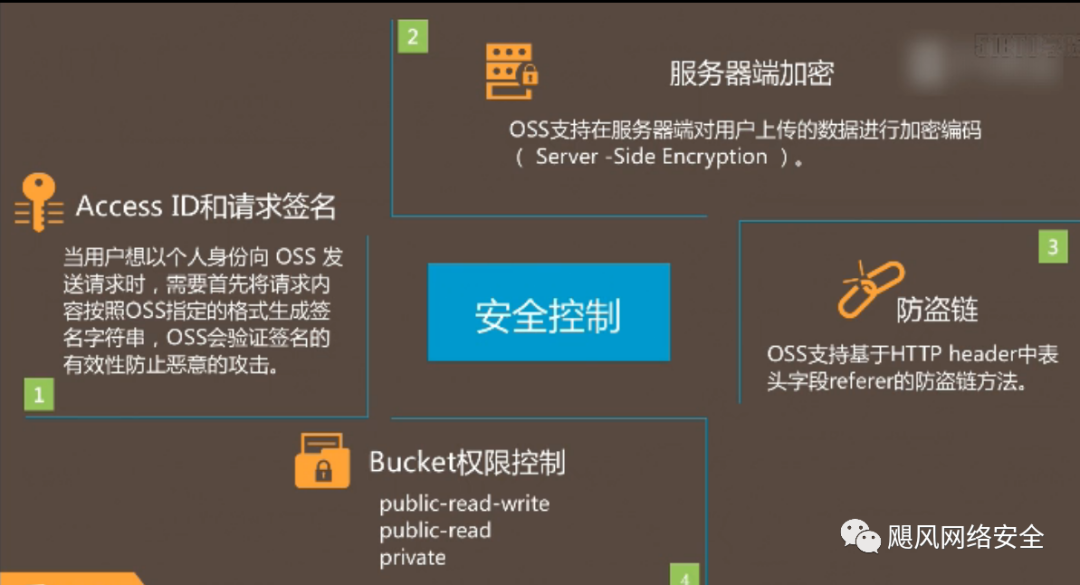 2
服务器端加密
OSS支持在服务器端对用户上传的数据进行加密编码
（ Server -Side Encryption ）。
Access ID和请求签名
当用户想以个人身份向 OSS 发
送请求时，需要首先将请求内
容按照OSS指定的格式生成签
名字符串，OSS会验证签名的
有效性防止恶意的攻击。
1
安全控制
3
防盗链
OSS支持基于HTTP header中表
头字段referer的防盗链方法。
Bucket权限控制
public-read-write
public-read
private
4
飓风网络安全